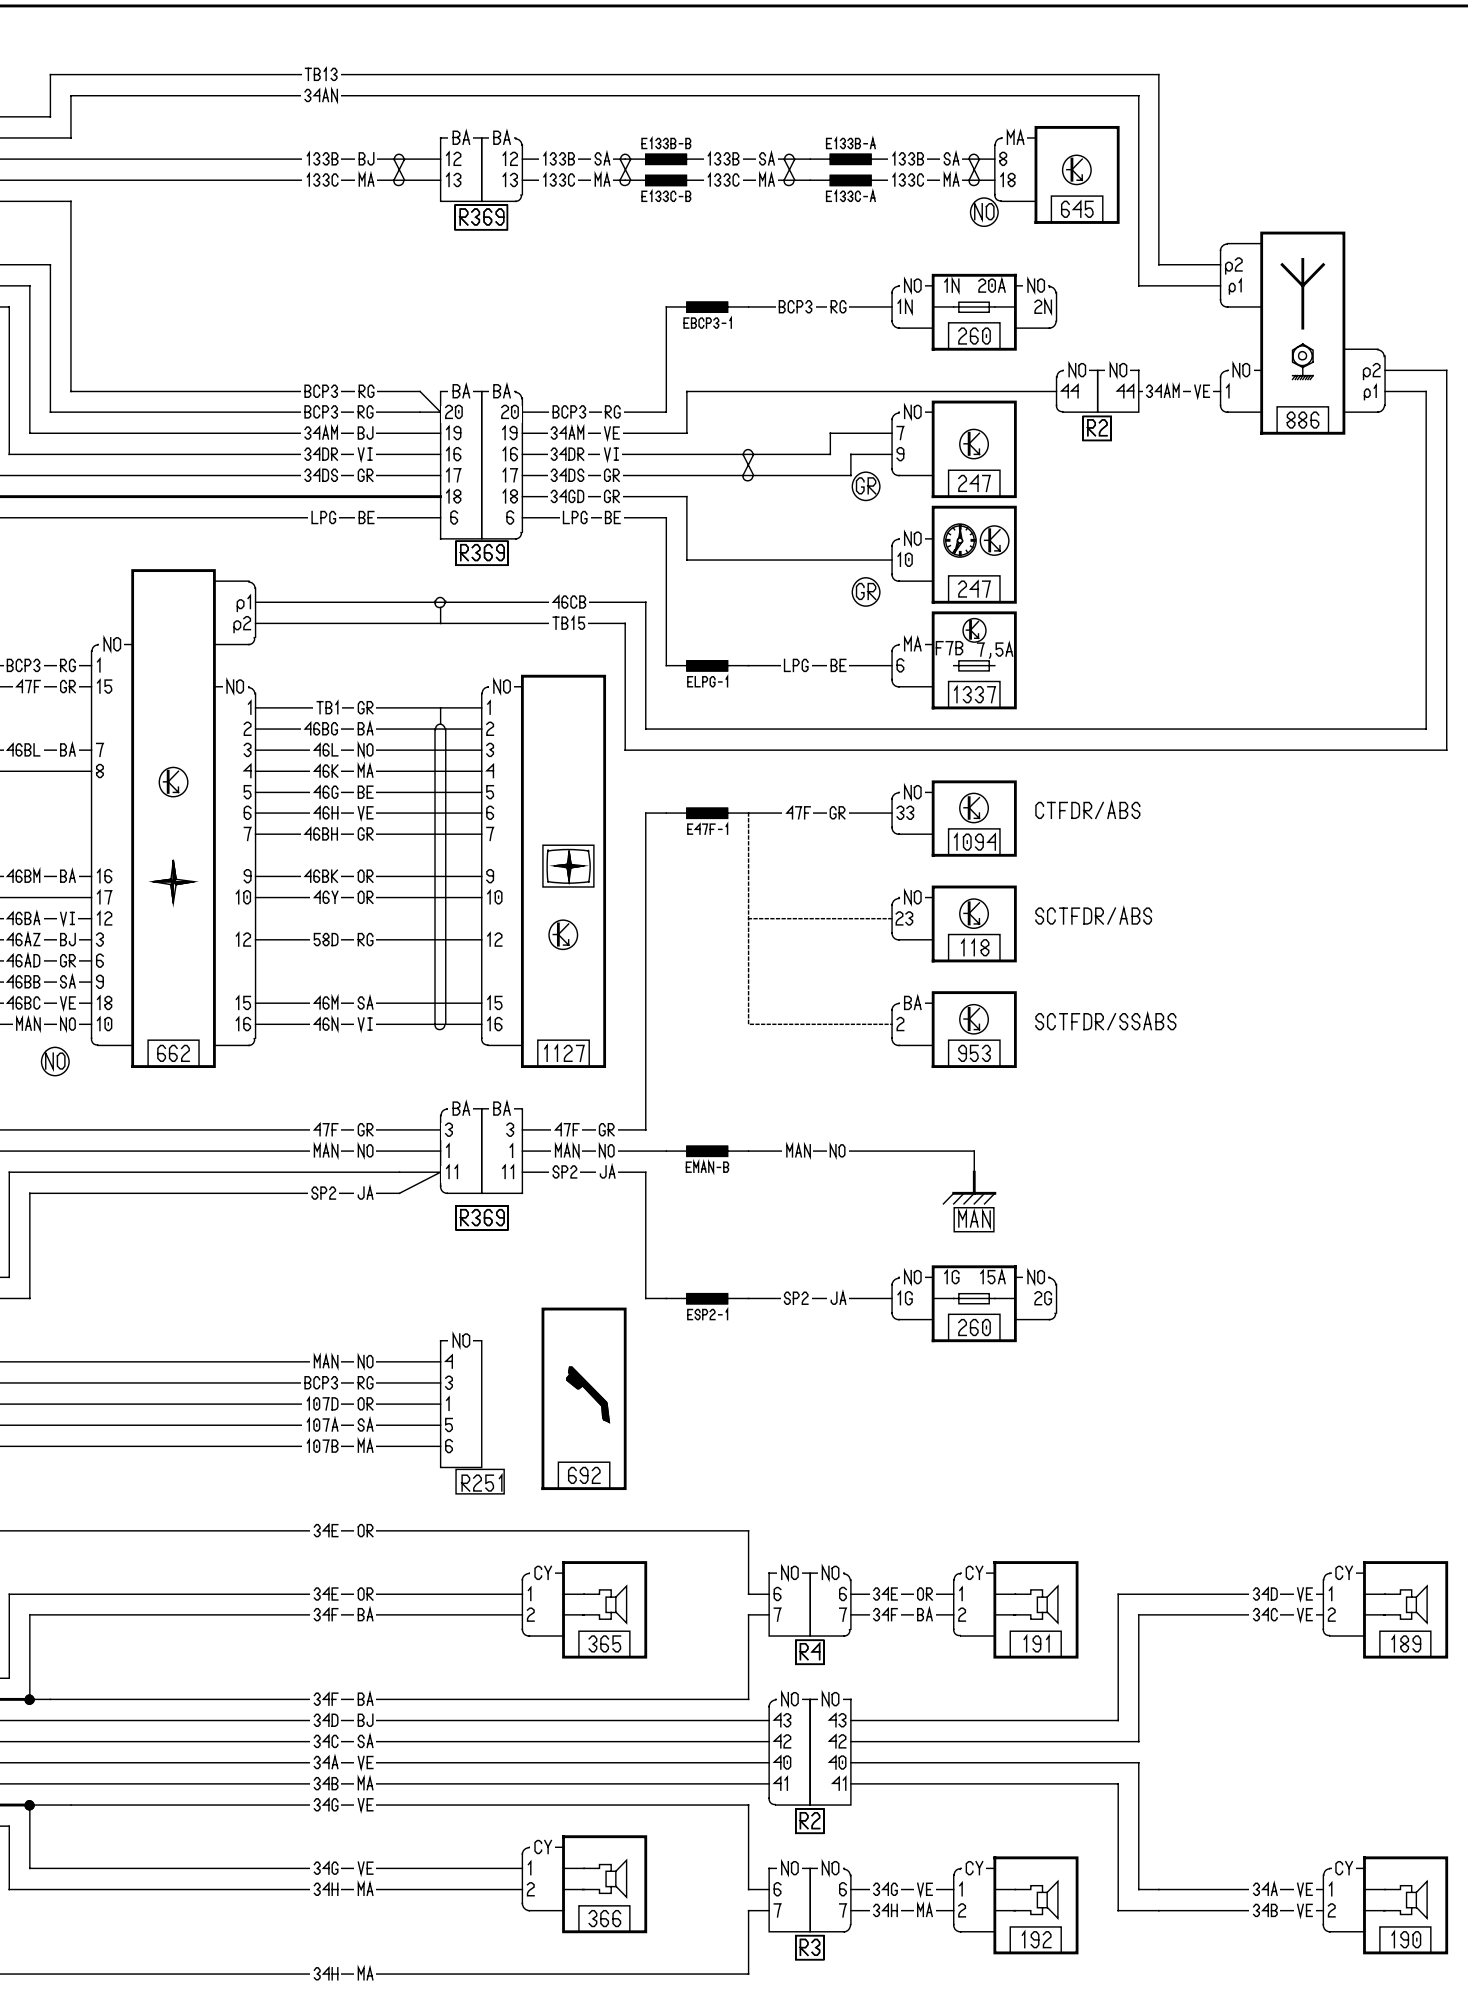 TB13
34AN
BA BA
133B BJ 12 12 133B SA E133B-B 133B SA E133B-A 133B SA 8 MA
133C MA 13 13 133C MA E133C-B 133C MA E133C-A 133C MA 18
R369
NO
645
p2
p1
NO 1N 20A NO
EBCP3-1 BCP3 RG 1N 2N
260
NO NO NO p2
44 44 34AM VE 1 p1
R2
886
BCP3 RG BA BA
BCP3 RG 20 20 BCP3 RG NO
34AM BJ 19 19 34AM VE 7
34DR VI 16 16 34DR VI 9
34DS GR 17 17 34DS GR GR 247
18 18 34GD GR
LPG BE 6 6 LPG BE
R369
NO
10
GR 247
p1 46CB
p2 TB15
NO
MA F7B 7,5A
BCP3 RG 1 ELPG-1 LPG BE 6
1337
47F GR 15 NO NO
1 TB1 GR 1
2 46BG BA 2
46BL BA 7 3 46L NO 3
8 4 46K MA 4
5 46G BE 5
6 46H VE 6
7 46BH GR 7
E47F-1 47F GR NO 33
1094 CTFDR/ABS
46BM BA 16 9 46BK OR 9
17 10 46Y OR 10
46BA VI 12
NO
23 118 SCTFDR/ABS
46AZ BJ 3 12 58D RG 12
46AD GR 6
46BB SA 9
46BC VE 18 15 46M SA 15
MAN NO 10 16 46N VI 16
BA
2 953 SCTFDR/SSABS
NO 662 1127
BA BA
47F GR 3 3 47F GR
MAN NO 1 1 MAN NO EMAN-B MAN NO
11 11 SP2 JA
SP2 JA
R369 MAN
NO 1G 15A NO
ESP2-1 SP2 JA 1G 2G
260
NO
MAN NO 4
BCP3 RG 3
107D OR 1
107A SA 5
107B MA 6
R251 692
34E OR
CY NO NO CY CY
34E OR 1 6 6 34E OR 1 34D VE 1
34F BA 2 7 7 34F BA 2 34C VE 2
365 R4 191 189
34F BA NO NO
34D BJ 43 43
34C SA 42 42
34A VE 40 40
34B MA 41 41
34G VE R2
CY NO NO CY CY
34G VE 1 6 6 34G VE 1 34A VE 1
34H MA 2 7 7 34H MA 2 34B VE 2
366 R3 192 190
34H MA